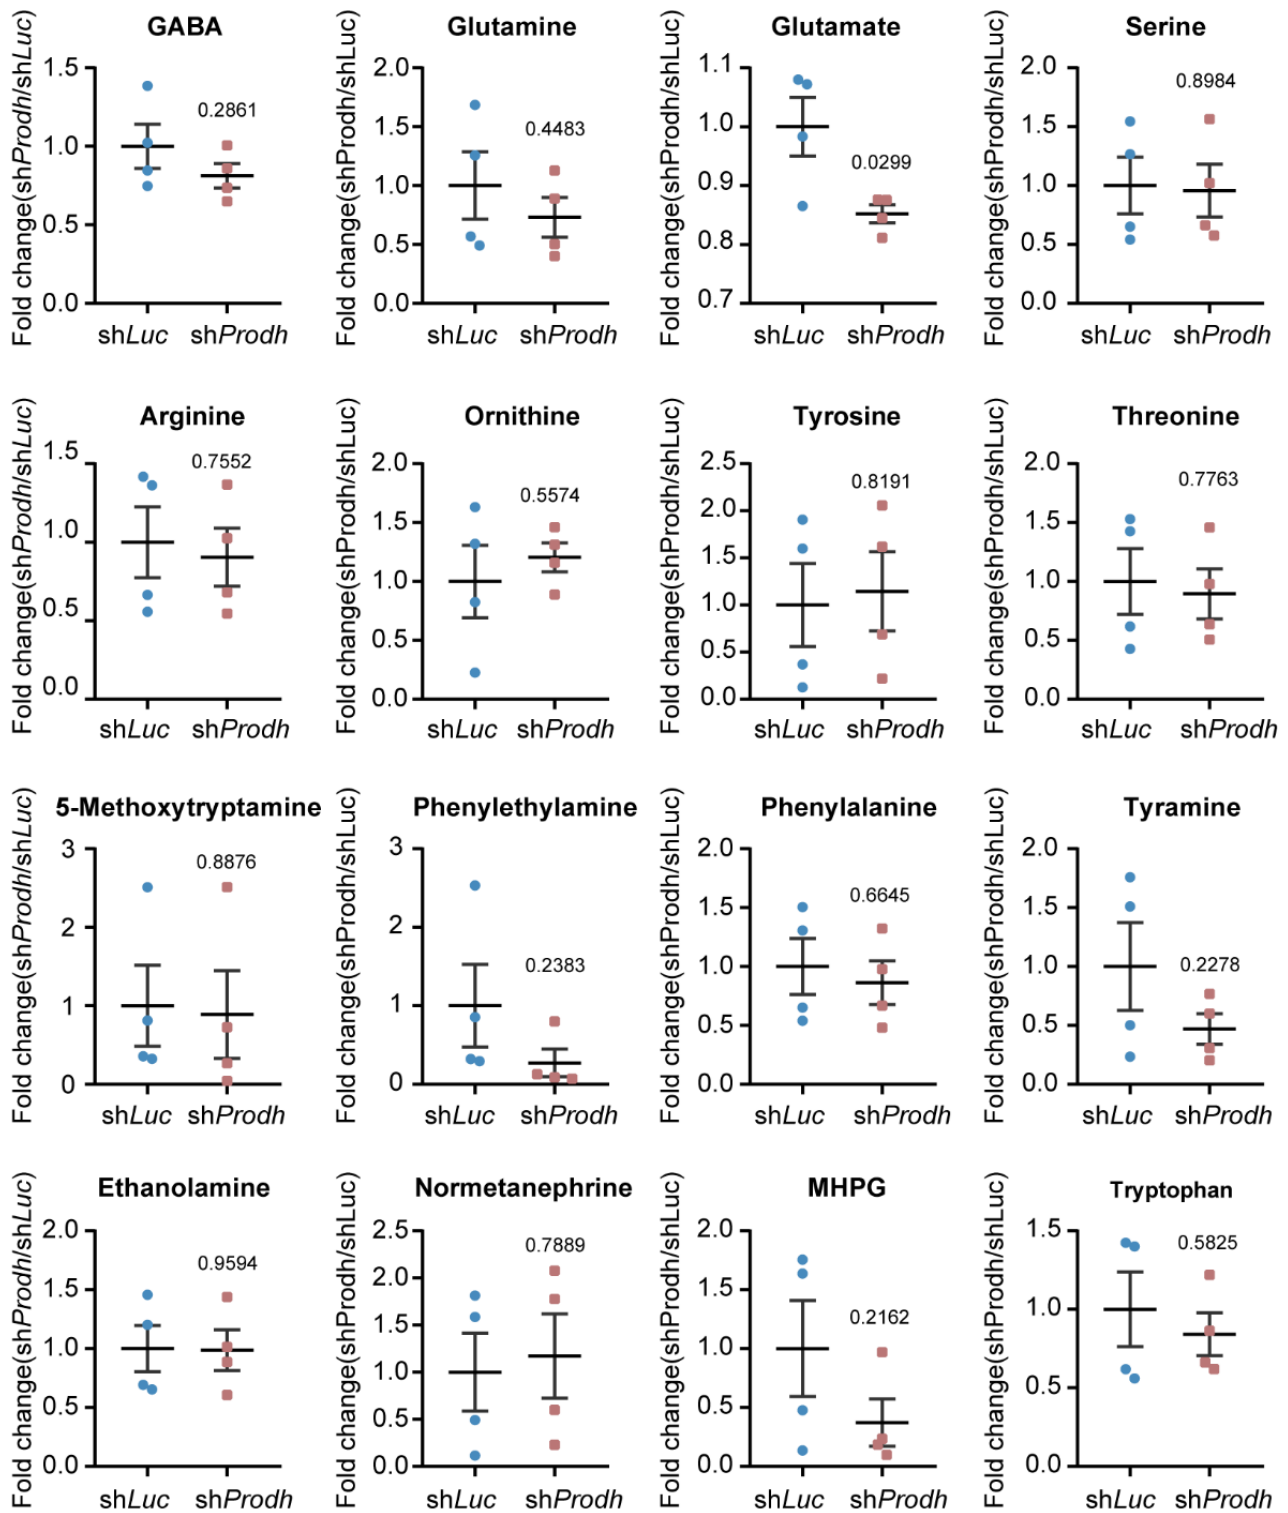 GABA
Fold change(shProdh/shLuc)
1.5
1.0
0.5
0.0
0.2861
shLuc shProdh
Glutamine
Fold change(shProdh/shLuc)
2.0
1.5
1.0
0.5
0.0
0.4483
shLuc shProdh
Glutamate
Fold change(shProdh/shLuc)
1.1
1.0
0.9
0.8
0.7
0.0299
shLuc shProdh
Serine
Fold change(shProdh/shLuc)
2.0
1.5
1.0
0.5
0.0
0.8984
shLuc shProdh
Arginine
Fold change(shProdh/shLuc)
1.5
1.0
0.5
0.0
0.7552
shLuc shProdh
Ornithine
Fold change(shProdh/shLuc)
2.0
1.5
1.0
0.5
0.0
0.5574
shLuc shProdh
Tyrosine
Fold change(shProdh/shLuc)
2.5
2.0
1.5
1.0
0.5
0.0
0.8191
shLuc shProdh
Threonine
Fold change(shProdh/shLuc)
2.0
1.5
1.0
0.5
0.0
0.7763
shLuc shProdh
5-Methoxytryptamine
Fold change(shProdh/shLuc)
3
2
1
0
0.8876
shLuc shProdh
Phenylethylamine
Fold change(shProdh/shLuc)
3
2
1
0
0.2383
shLuc shProdh
Phenylalanine
Fold change(shProdh/shLuc)
2.0
1.5
1.0
0.5
0.0
0.6645
shLuc shProdh
Tyramine
Fold change(shProdh/shLuc)
2.0
1.5
1.0
0.5
0.0
0.2278
shLuc shProdh
Ethanolamine
Fold change(shProdh/shLuc)
2.0
1.5
1.0
0.5
0.0
0.9594
shLuc shProdh
Normetanephrine
Fold change(shProdh/shLuc)
2.5
2.0
1.5
1.0
0.5
0.0
0.7889
shLuc shProdh
MHPG
Fold change(shProdh/shLuc)
2.0
1.5
1.0
0.5
0.0
0.2162
shLuc shProdh
Tryptophan
Fold change(shProdh/shLuc)
1.5
1.0
0.5
0.0
0.5825
shLuc shProdh